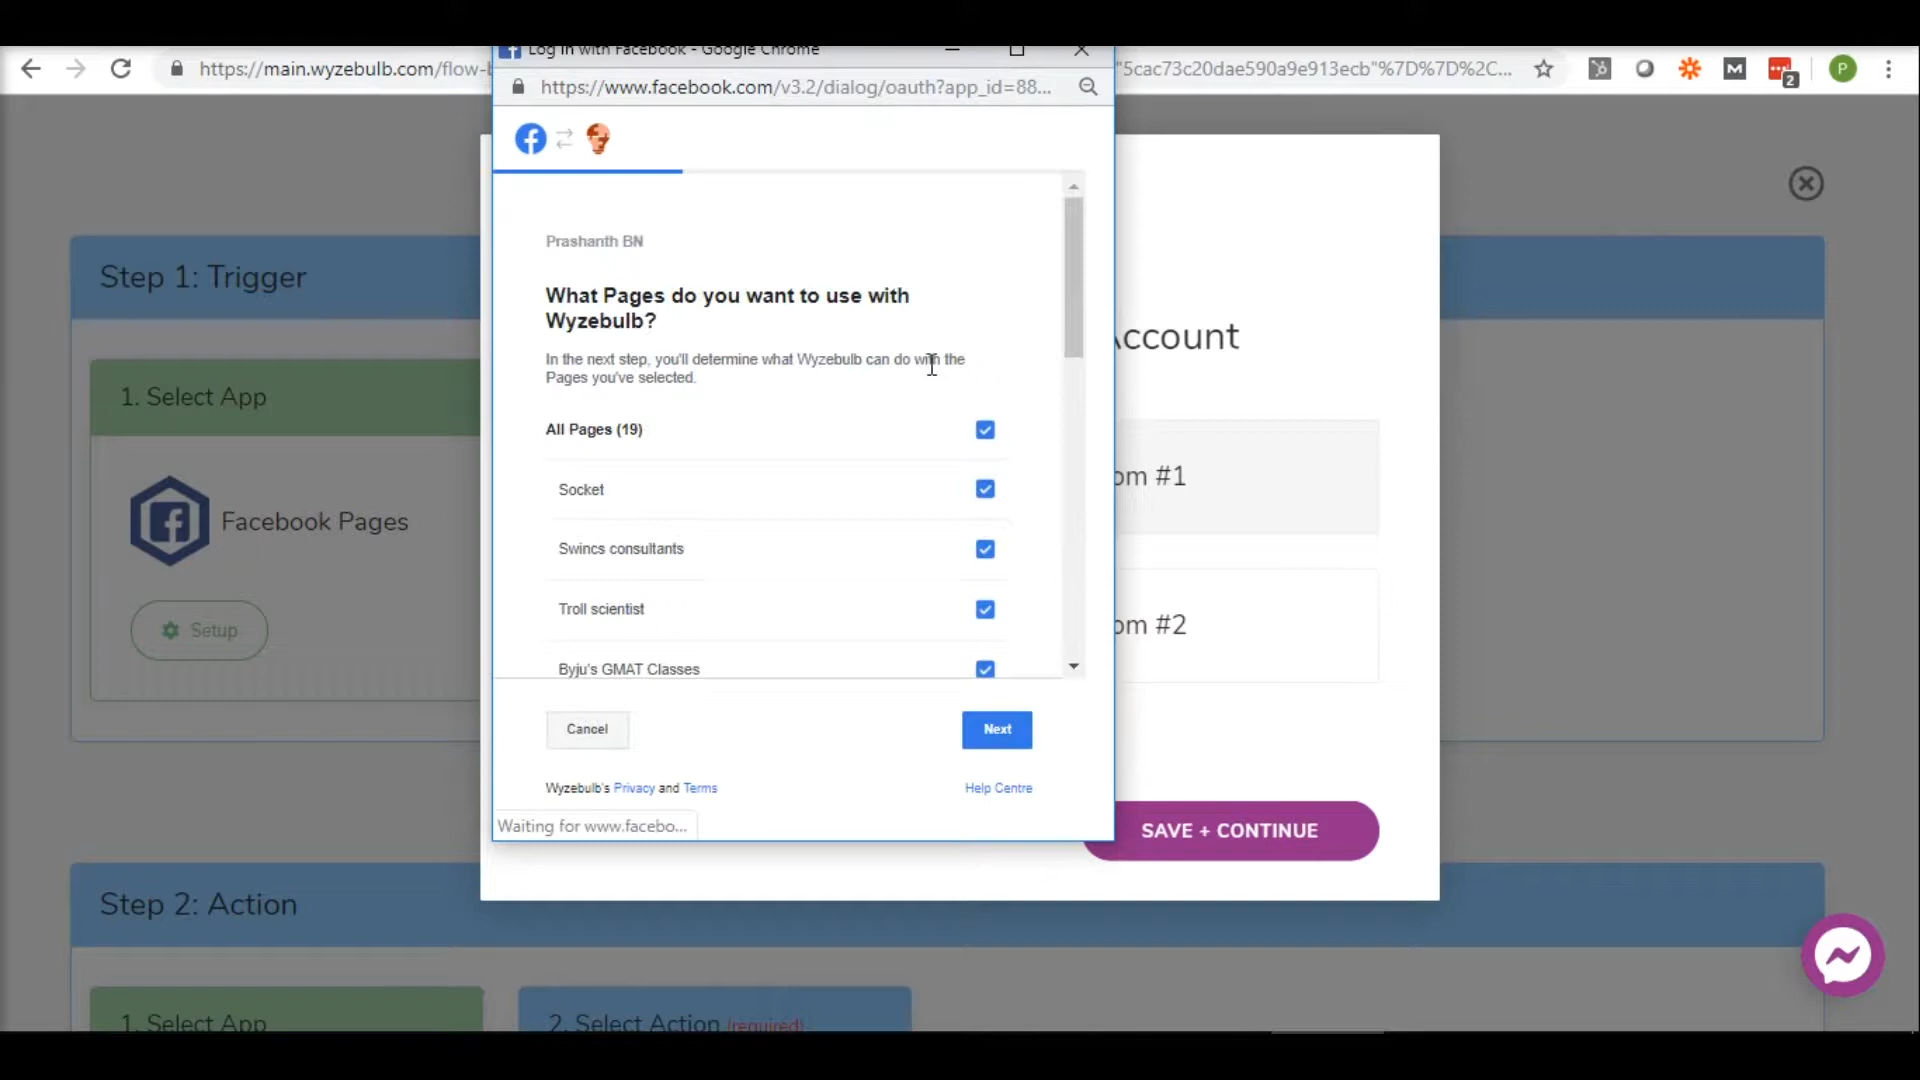 Log in with Facebook - Google Chrome
https://main.wyzebulb.com/flow-
"5cac73c20dae590a9e913ecb"%7D%7D%2C...
2
P
https://www.facebook.com/v3.2/dialog/oauth?app_id=88...
Prashanth BN
What Pages do you want to use with
Wyzebulb?
In the next step, you'll determine what Wyzebulb can do with the
Pages you've selected.
All Pages (19)
Socket
Swincs consultants
Troll scientist
Byju's GMAT Classes
Cancel
Next
Wyzebulb's Privacy and Terms
Help Centre
Waiting for www.facebo...
Step 1: Trigger
1. Select App
Facebook Pages
Setup
Account
om #1
om #2
SAVE + CONTINUE
Step 2: Action
1. Select App
2. Select Action (required)